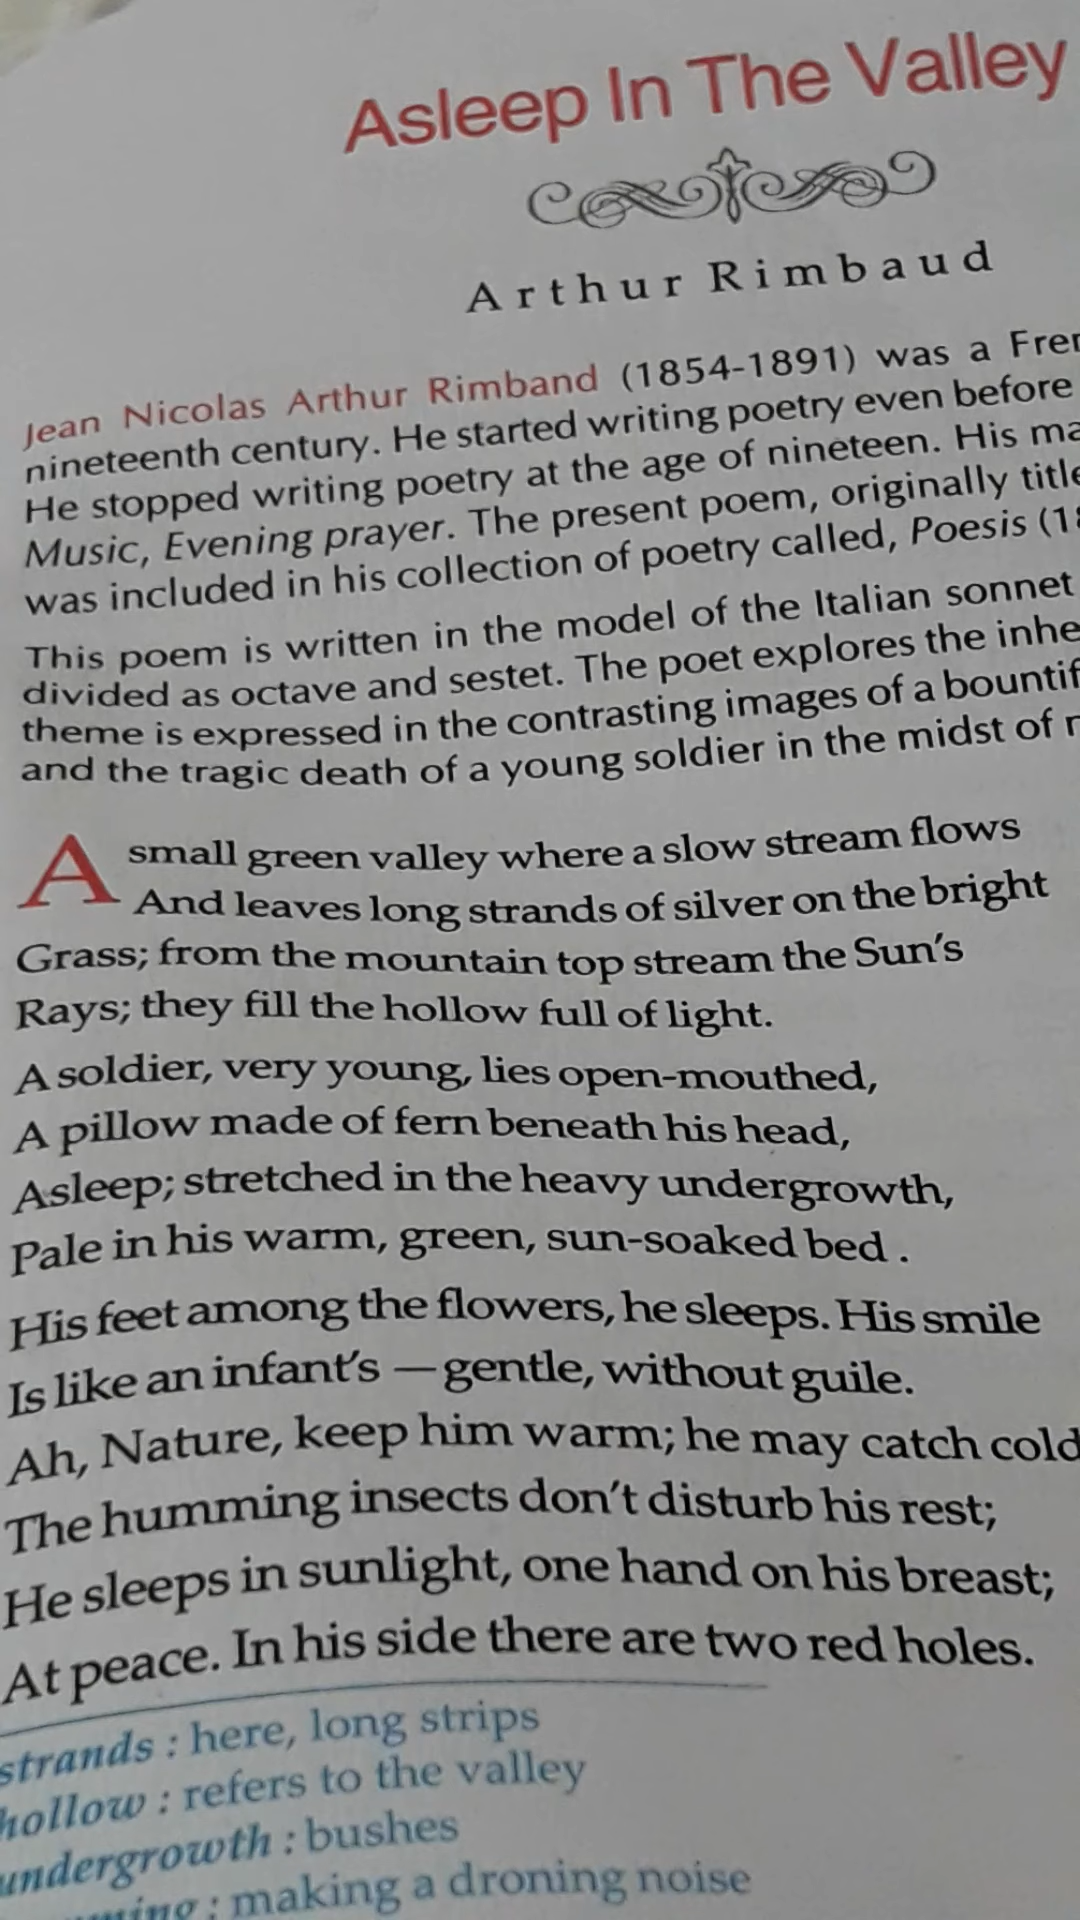 Asleep In The Valley
Arthur Rimbaud
Jean Nicolas Arthur Rimband (1854-1891) was a
nineteenth century. He started writing poetry even before
He stopped writing poetry at the age of nineteen. His
Music, Evening prayer. The present poem, originally
was included in his collection of poetry called, Poesis
This poem is written in the model of the Italian sonnet
divided as octave and sestet. The poet explores the
theme is expressed in the contrasting images of a
and the tragic death of a young soldier in the midst of
A small green valley where a slow stream flows
And leaves long strands of silver on the bright
Grass; from the mountain top stream the Sun's
Rays; they fill the hollow full of light.
A soldier, very young, lies open-mouthed,
A pillow made of fern beneath his head,
Asleep; stretched in the heavy undergrowth,
Pale in his warm, green, sun-soaked bed .
His feet among the flowers, he sleeps. His smile
Is like an infant's — gentle, without guile.
Ah, Nature, keep him warm; he may catch cold
The humming insects don't disturb his rest;
He sleeps in sunlight, one hand on his breast;
At peace. In his side there are two red holes.
strands : here, long strips
hollow : refers to the valley
undergrowth : bushes
: making a droning noise